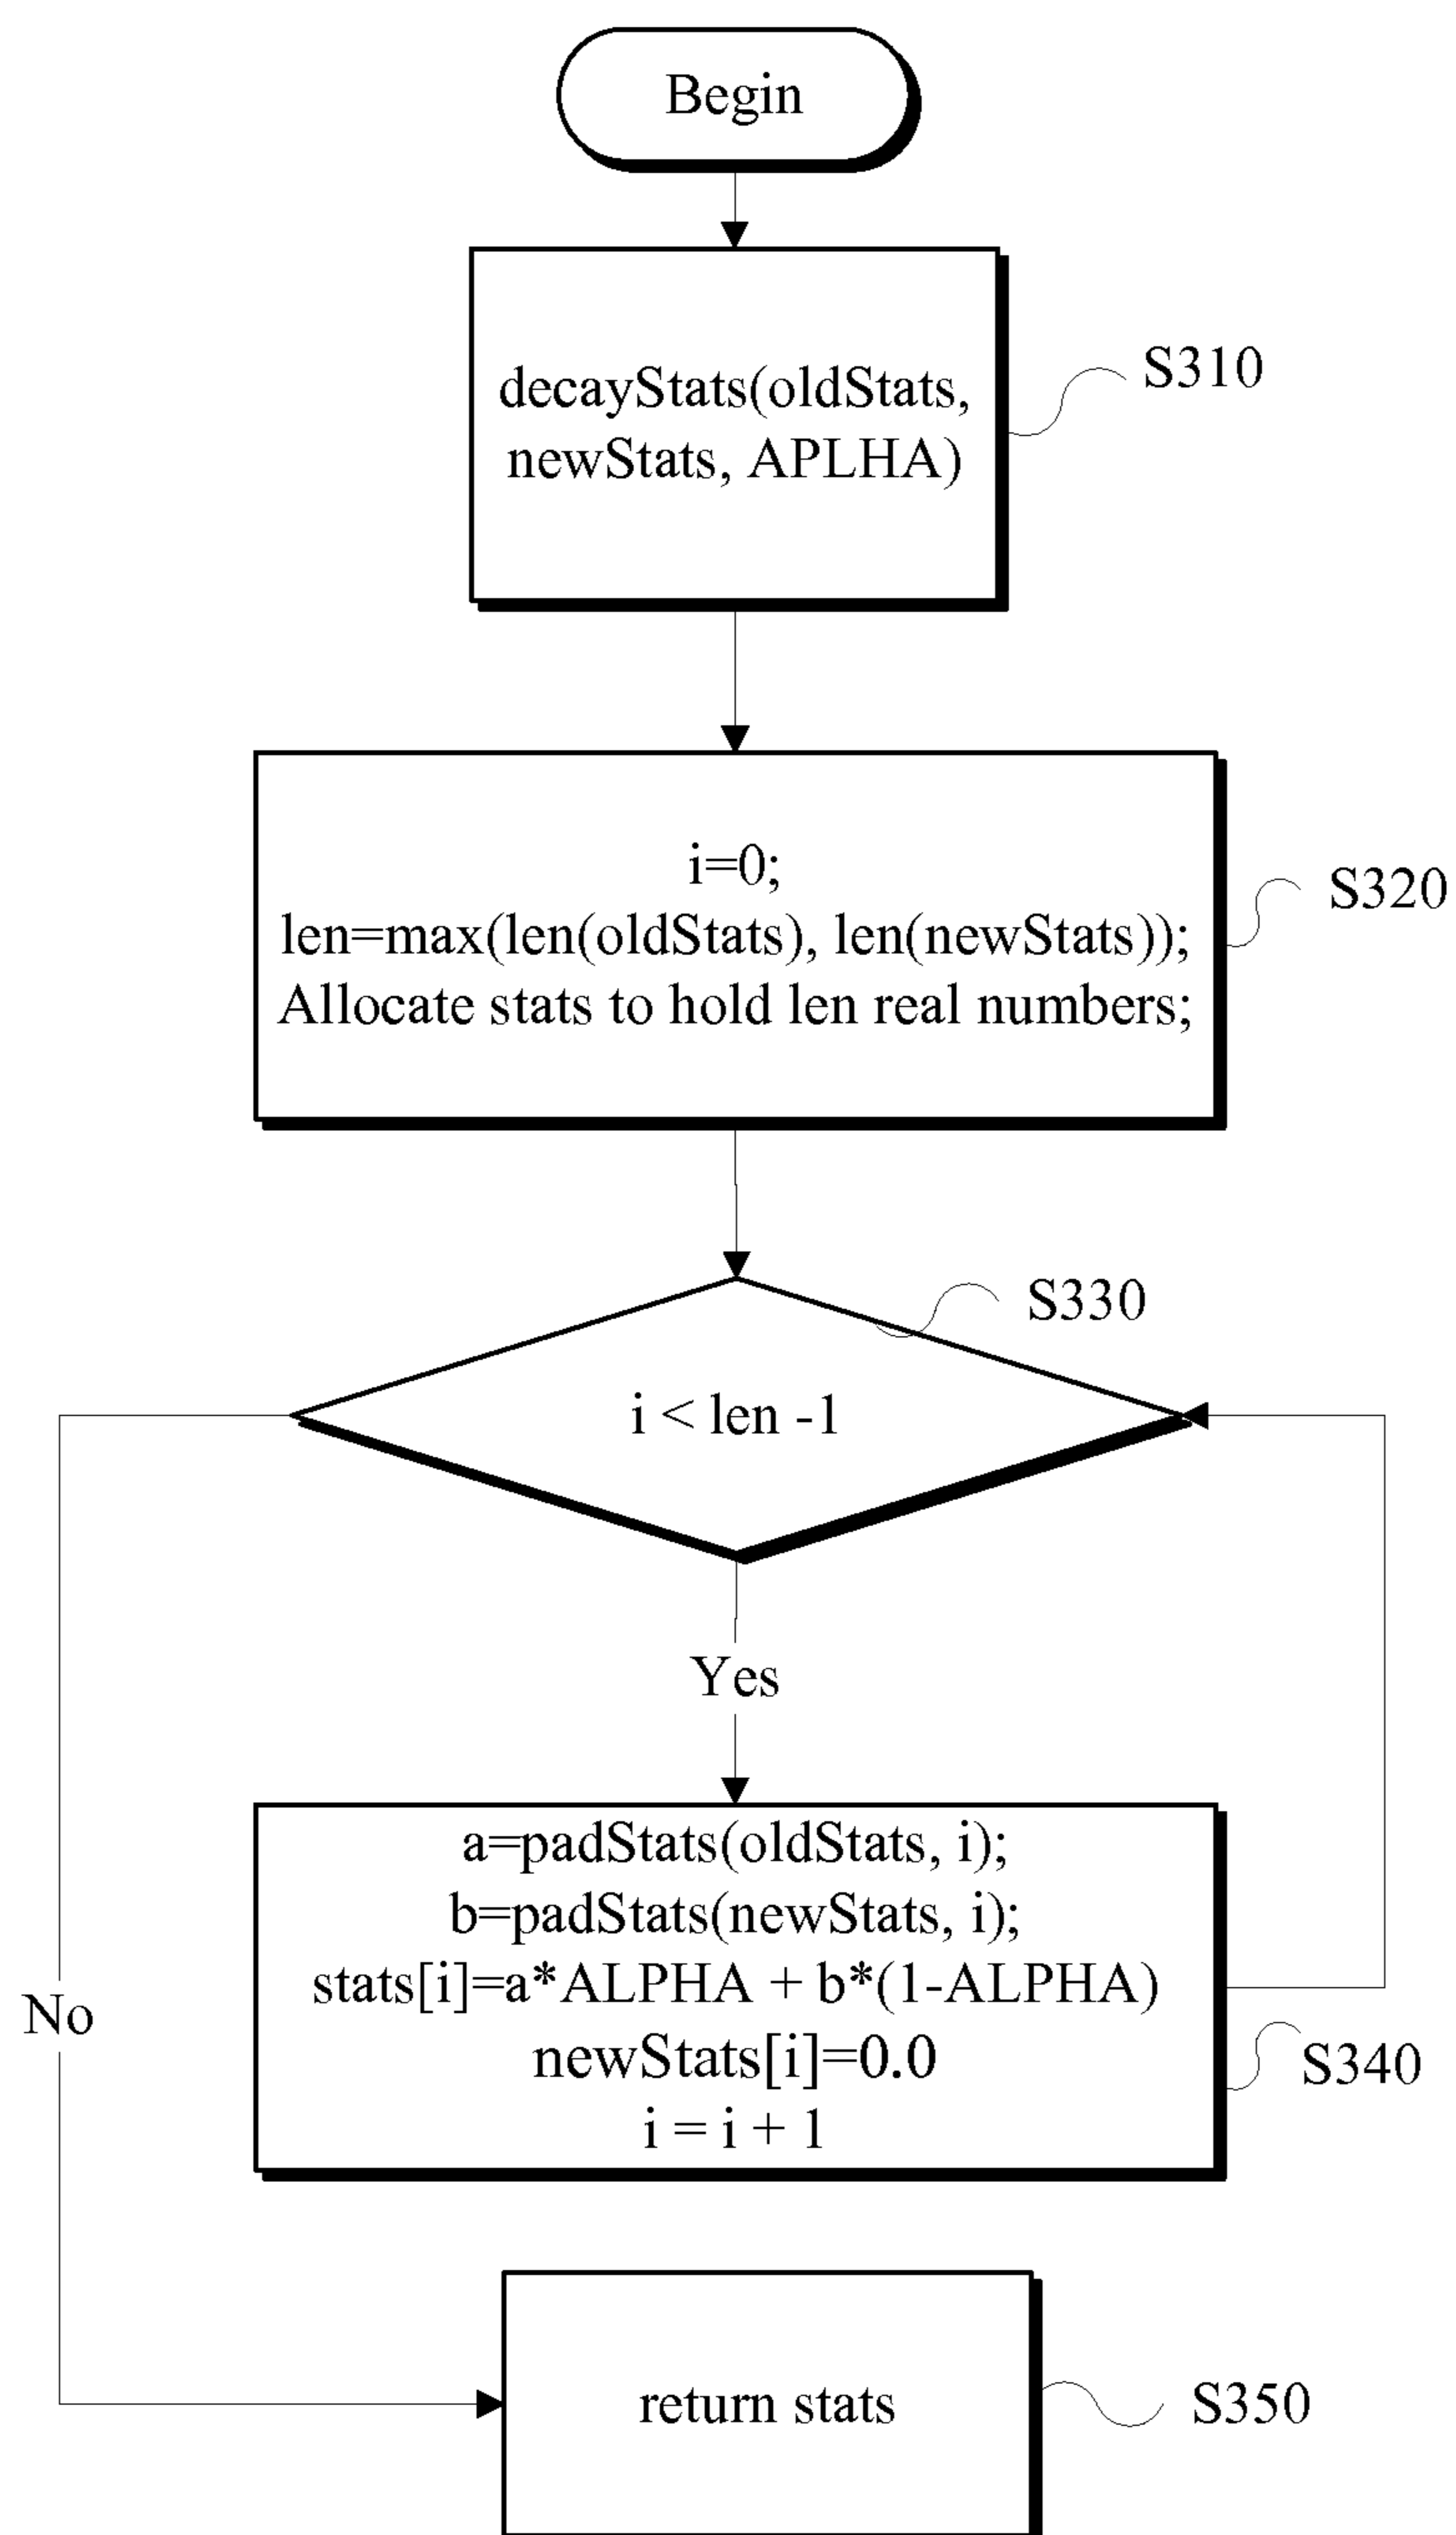 Begin
decayStats(oldStats,
newStats, APLHA)
S310
i=0;
len=max(len(oldStats), len(newStats));
Allocate stats to hold len real numbers;
S320
S330
i < len -1
Yes
a=padStats(oldStats, i);
b=padStats(newStats, i);
stats[i]=a*ALPHA + b*(1-ALPHA)
newStats[i]=0.0
i = i + 1
No
S340
return stats
S350